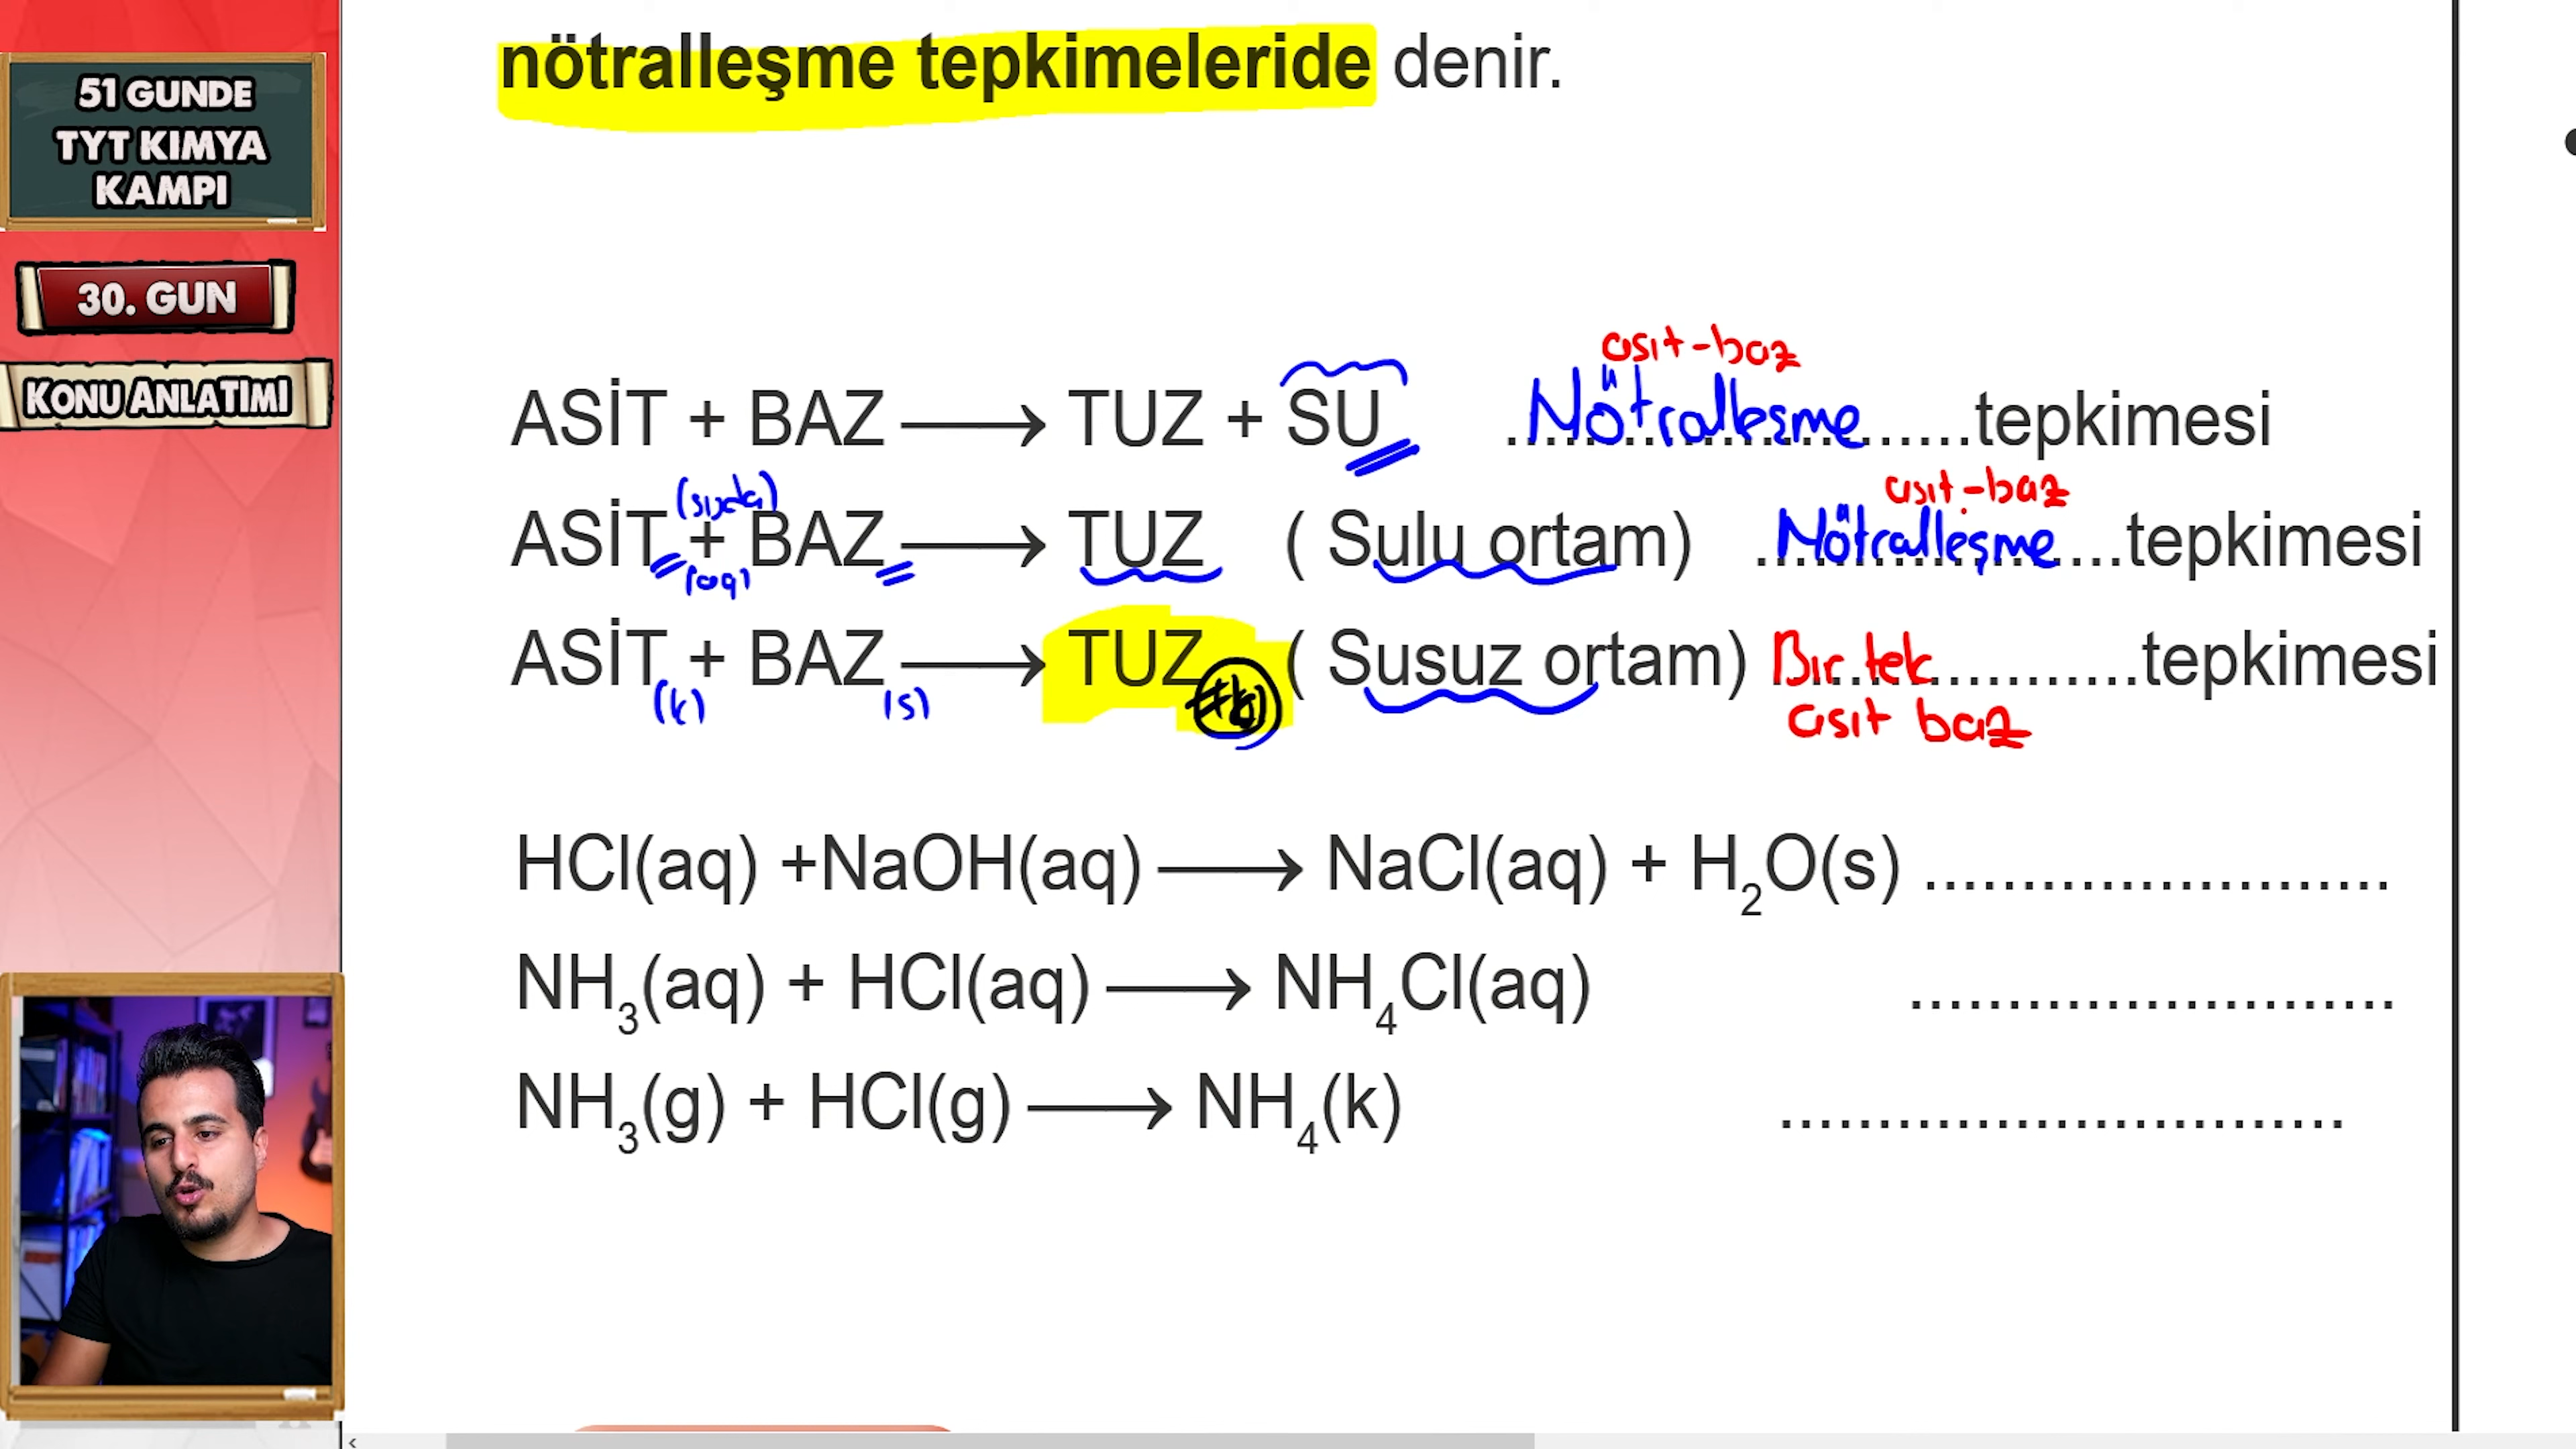 51 GUNDE
TYT KIMYA
KAMPI
30. GUN
KONU ANLATIMI
nötralleşme tepkimeleride denir.
asit-baz
ASİT + BAZ ⟶ TUZ + SU Nötralleşme ........tepkimesi
asit-baz
ASİT + BAZ ⟶ TUZ ( Sulu ortam) Nötralleşme ....tepkimesi
(aq)
ASİT + BAZ ⟶ TUZ ( Susuz ortam) Bir tek ............tepkimesi
(k) (s) asit baz
HCl(aq) +NaOH(aq) ⟶ NaCl(aq) + H₂O(s) ........................
NH₃(aq) + HCl(aq) ⟶ NH₄Cl(aq) .........................
NH₃(g) + HCl(g) ⟶ NH₄(k) .............................